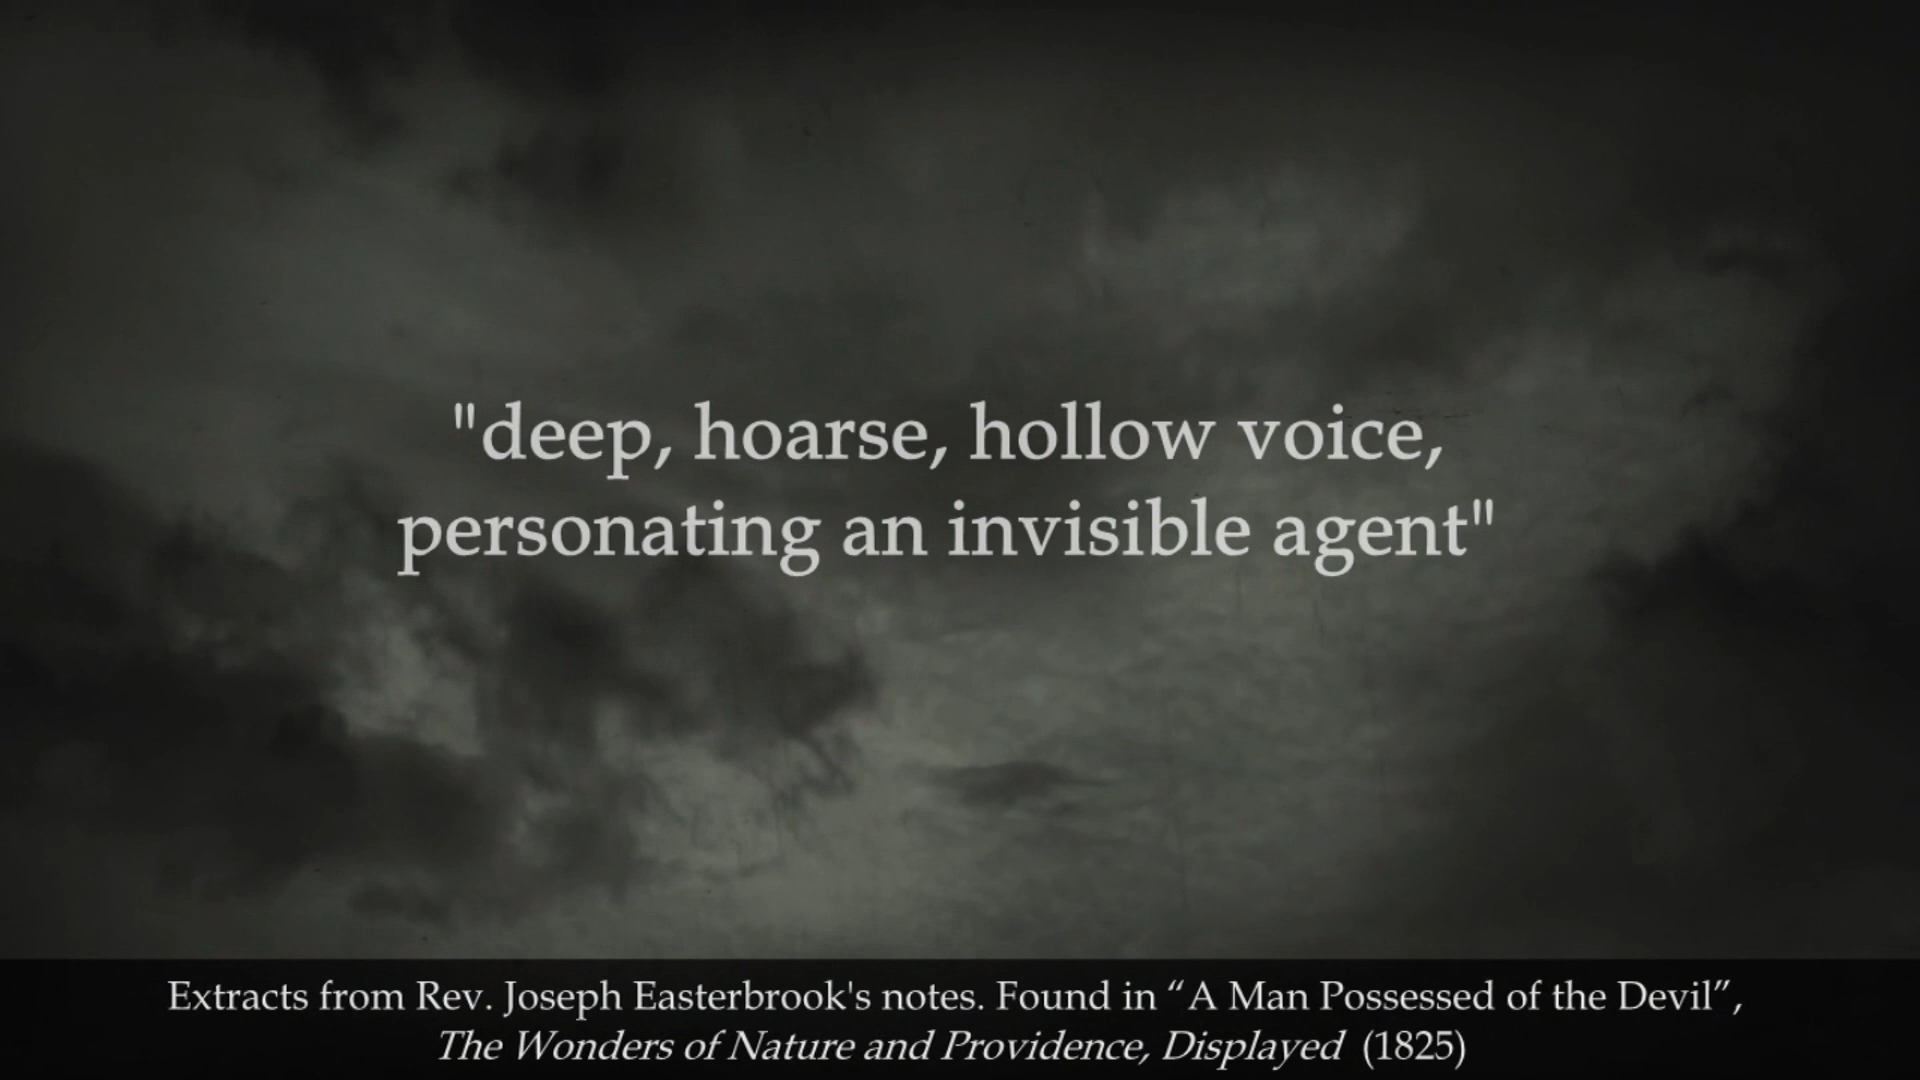 "deep, hoarse, hollow voice,
personating an invisible agent"
Extracts from Rev. Joseph Easterbrook's notes. Found in “A Man Possessed of the Devil”,
The Wonders of Nature and Providence, Displayed (1825)